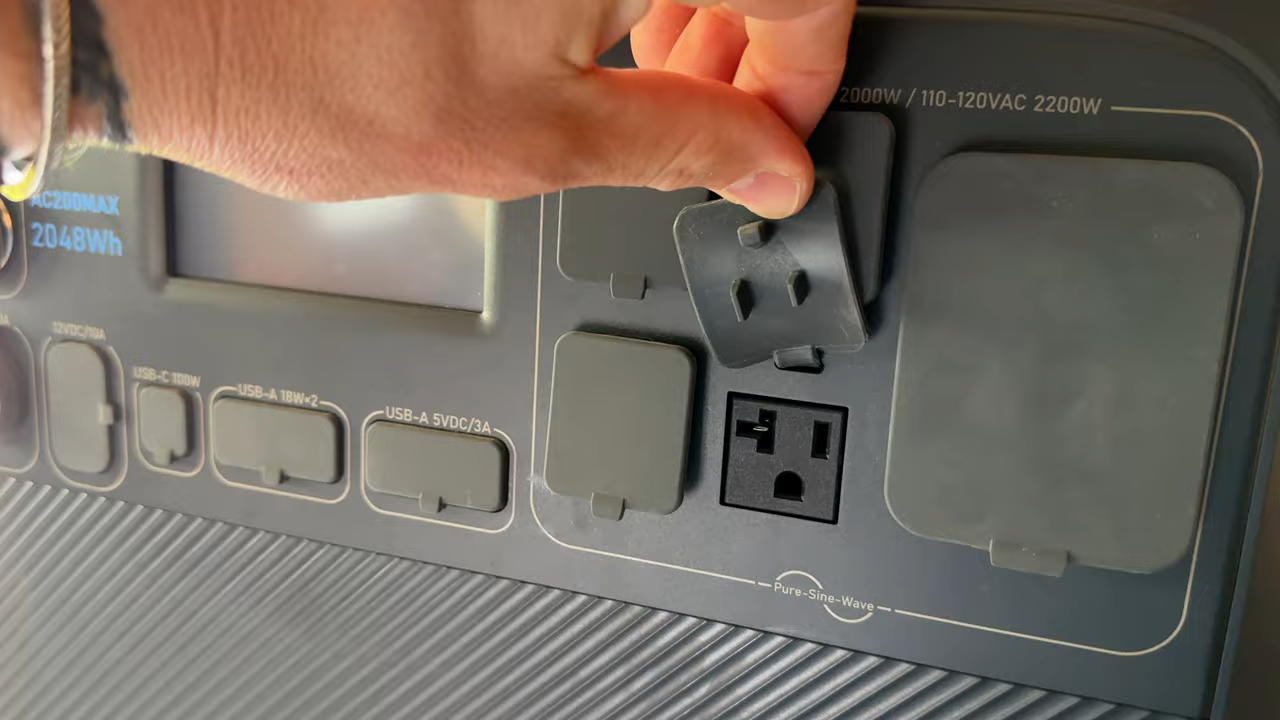 2000W / 110-120VAC 2200W
AC200MAX
2048Wh
12VDC/10A
USB-C 100W
USB-A 18W×2
USB-A 5VDC/3A
Pure-Sine-Wave